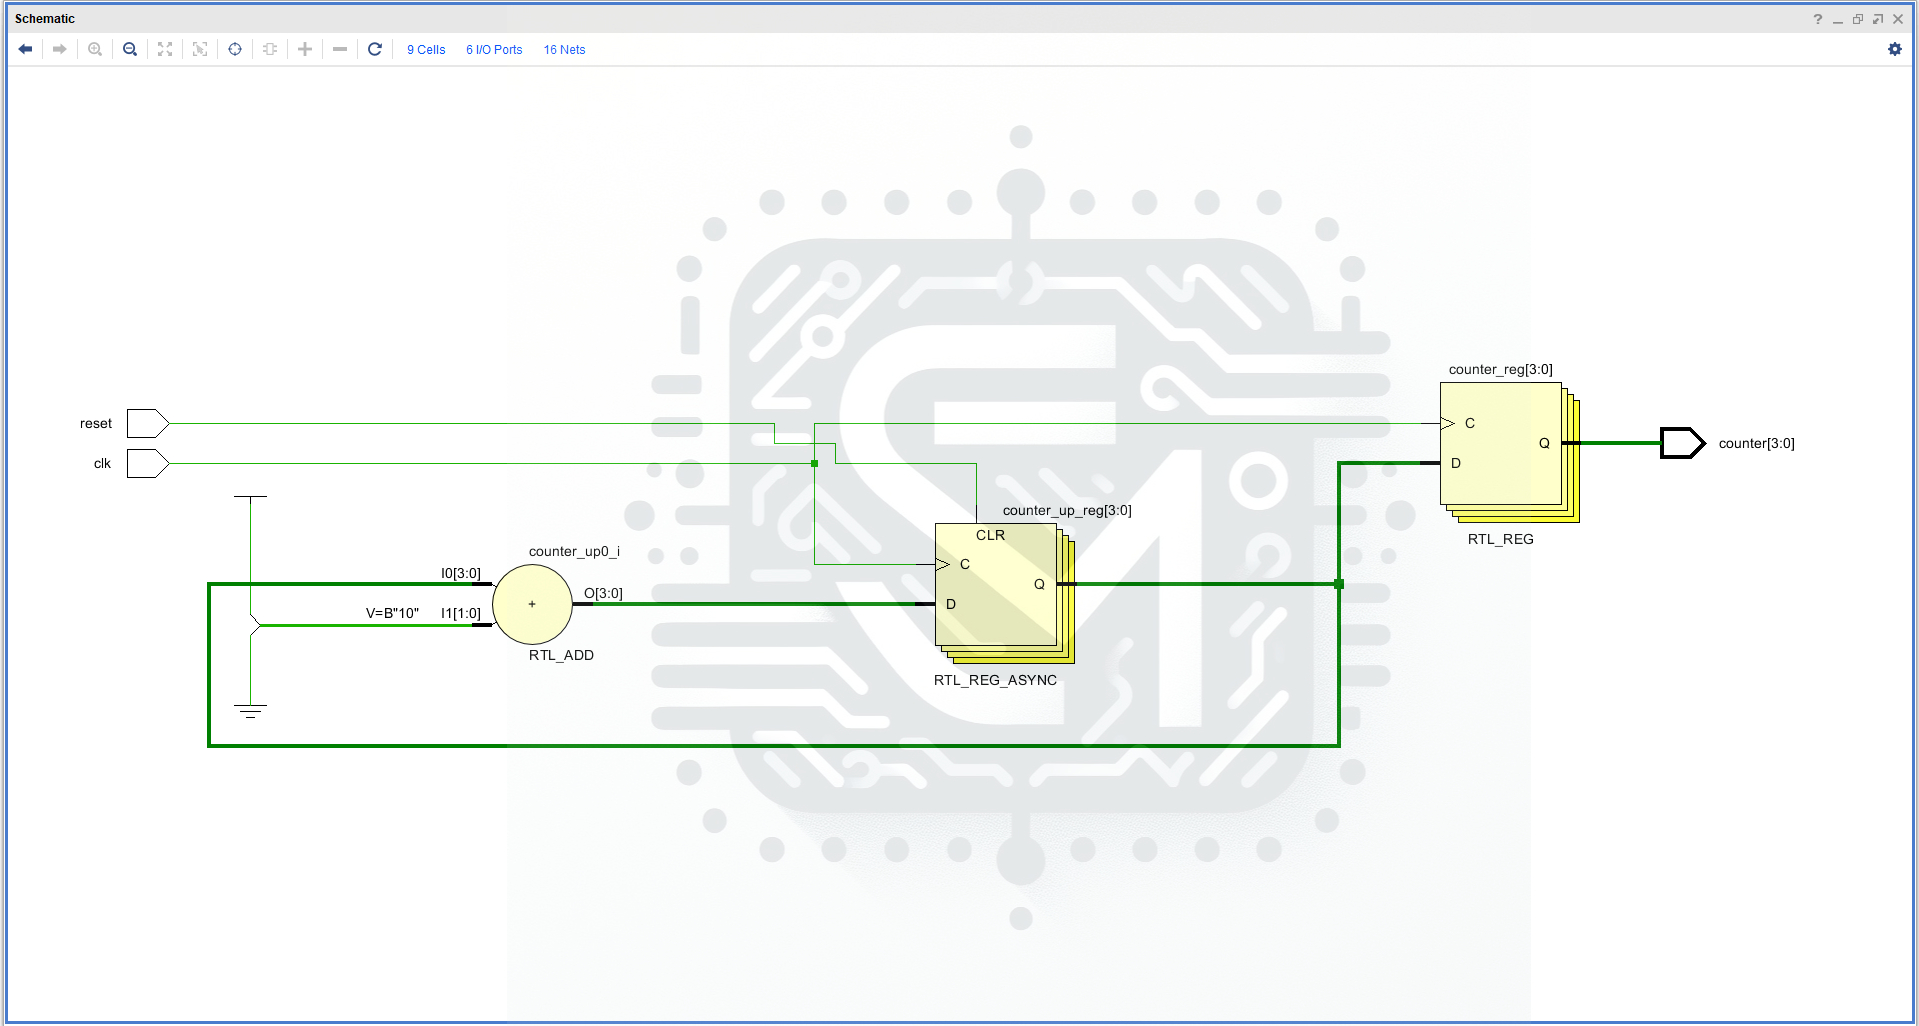 Schematic
9 Cells 6 I/O Ports 16 Nets
counter_reg[3:0]
reset
C
Q
counter[3:0]
clk
D
counter_up_reg[3:0]
RTL_REG
CLR
counter_up0_i
C
I0[3:0]
Q
O[3:0]
D
V=B"10" I1[1:0]
+
RTL_ADD
RTL_REG_ASYNC